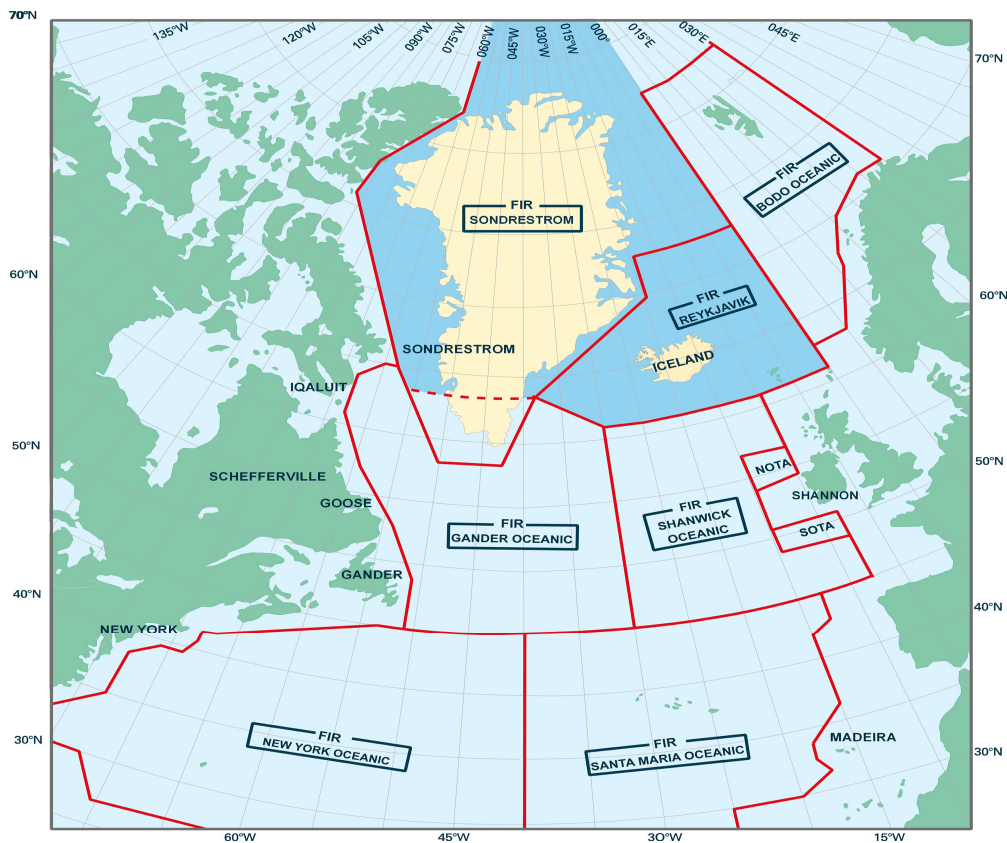 70°N
135°W
120°W
105°W
090°W
075°W
060°W
045°W
030°W
015°W
000°
015°E
030°E
045°E
70°N
FIR
BODO OCEANIC
FIR
SONDRESTROM
60°N
60°N
FIR
REYKJAVIK
SONDRESTROM
ICELAND
IQALUIT
50°N
50°N
NOTA
SCHEFFERVILLE
SHANNON
GOOSE
FIR
SHANWICK
OCEANIC
FIR
GANDER OCEANIC
SOTA
GANDER
40°N
40°N
NEW YORK
FIR
NEW YORK OCEANIC
FIR
SANTA MARIA OCEANIC
MADEIRA
30°N
30°N
60°W
45°W
30°W
15°W